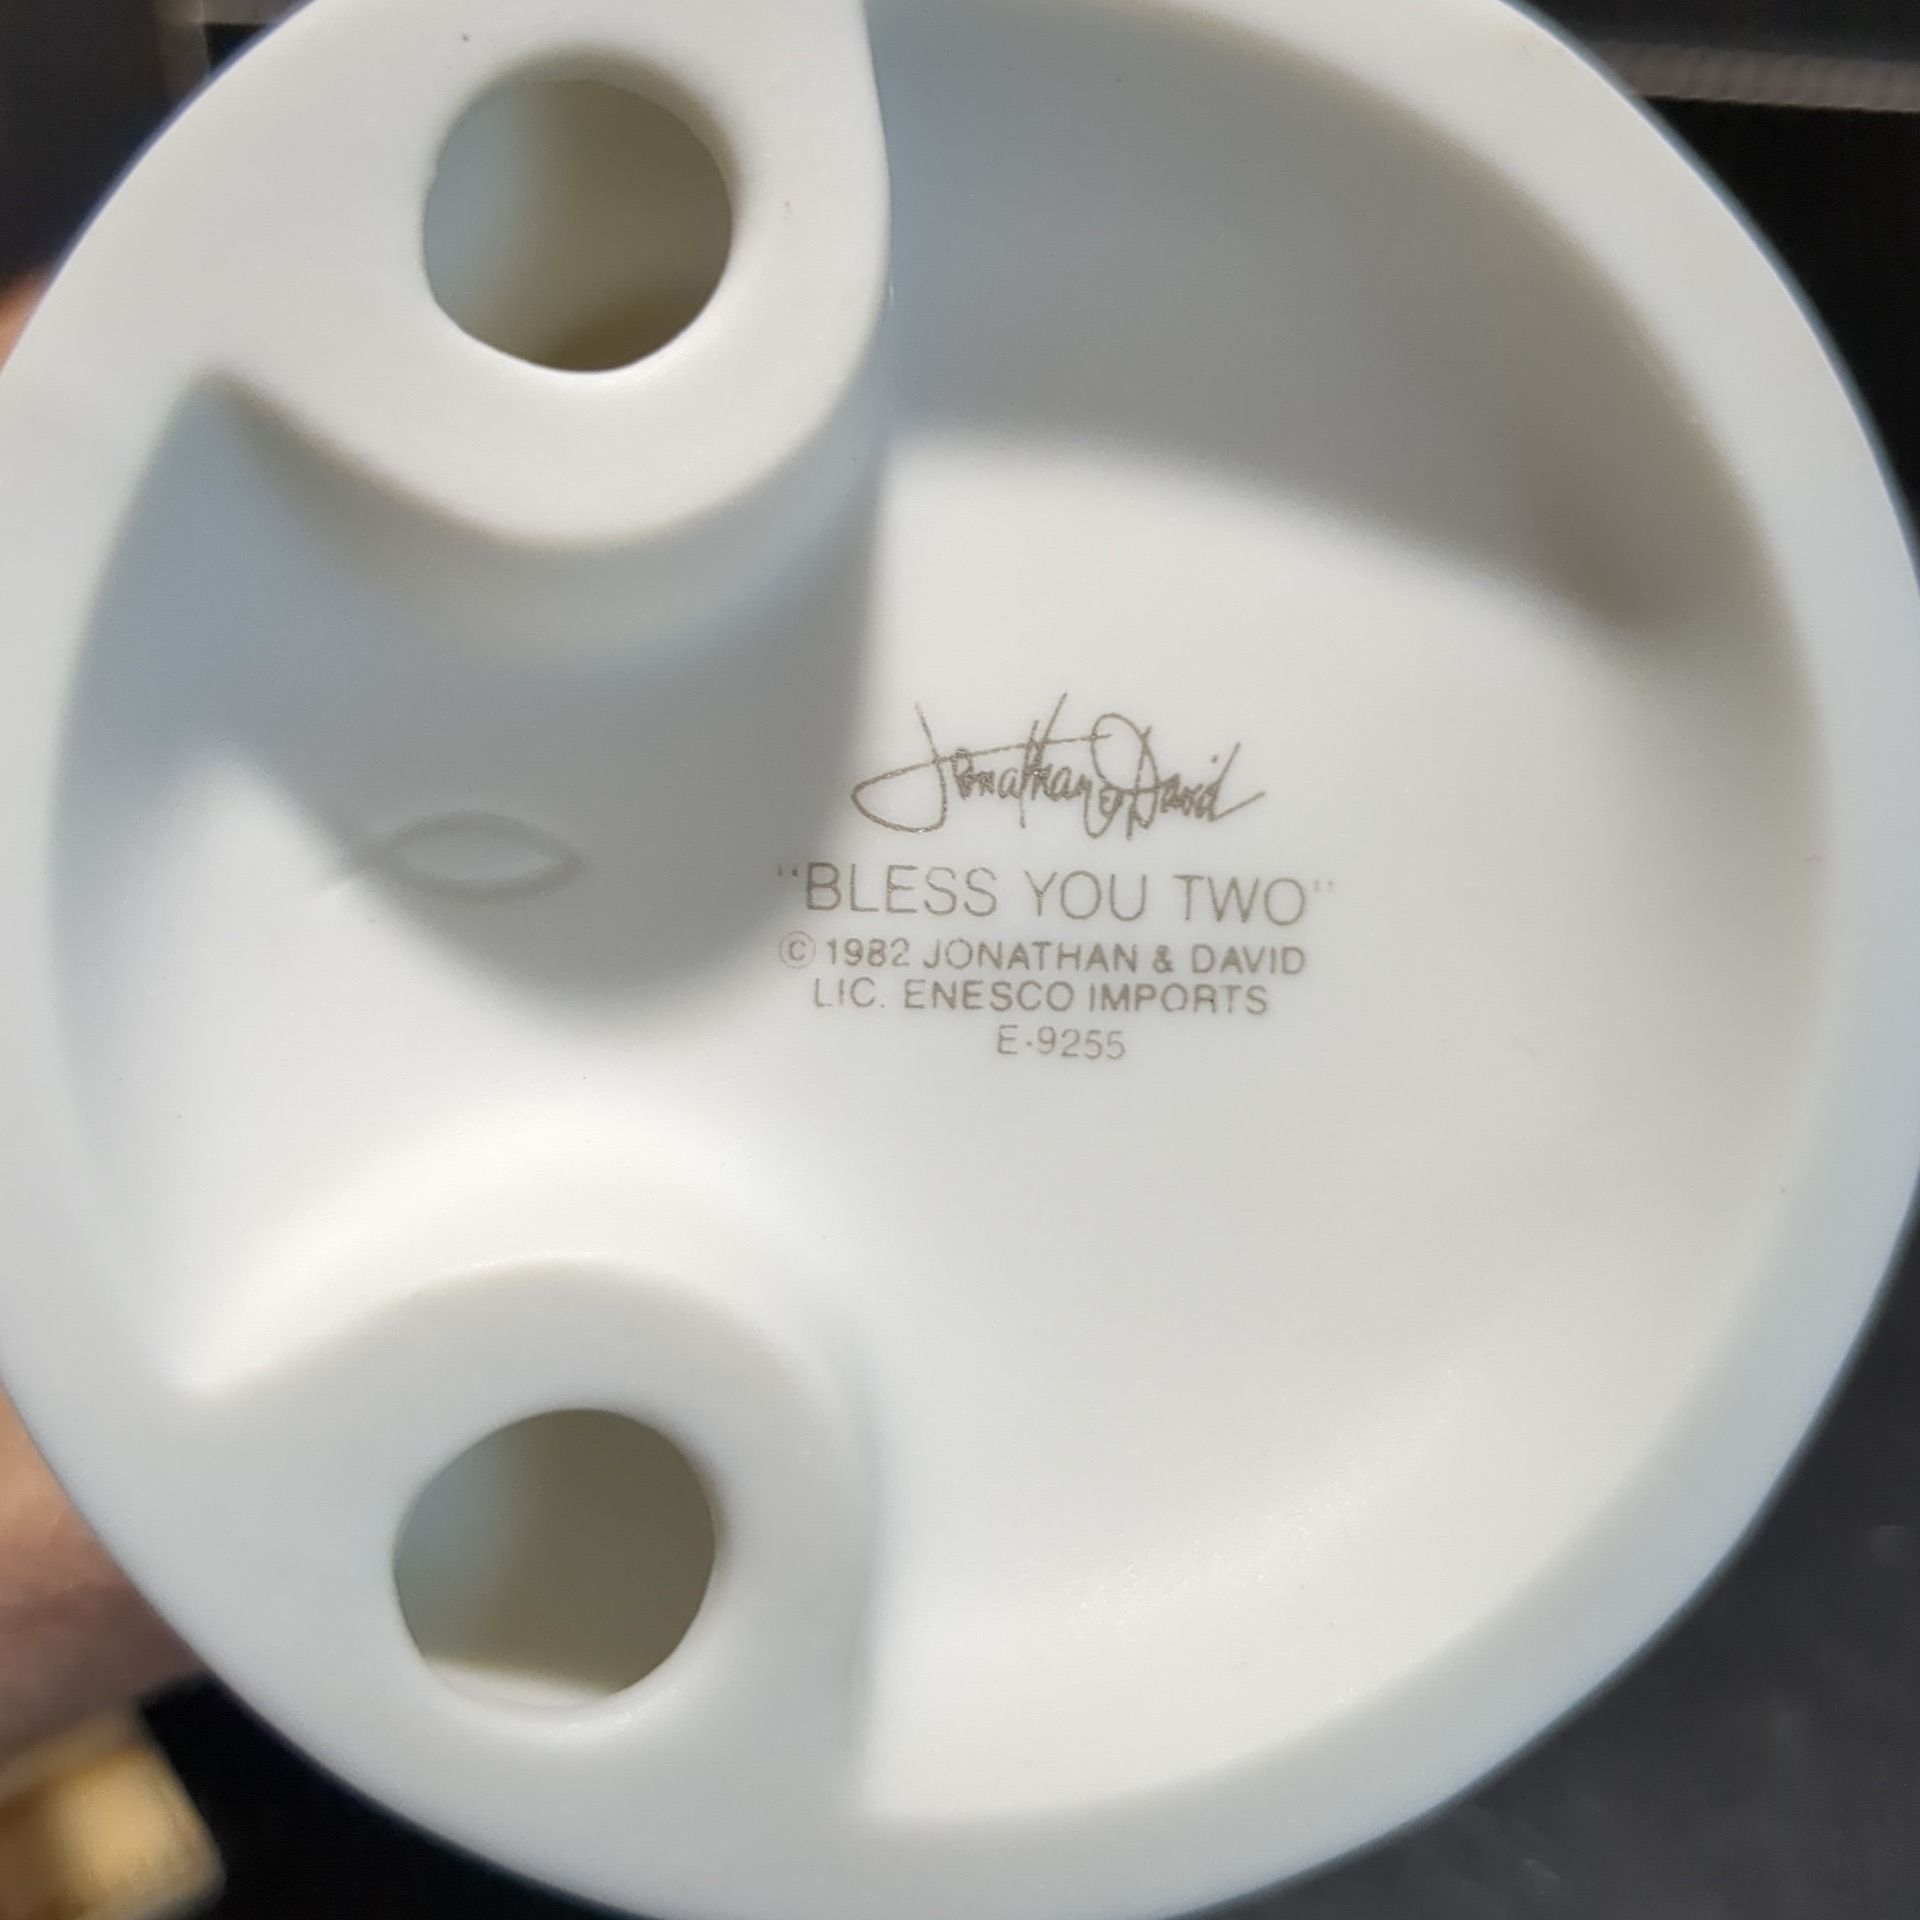 Jonathan & David
"BLESS YOU TWO"
© 1982 JONATHAN & DAVID
LIC. ENESCO IMPORTS
E-9255